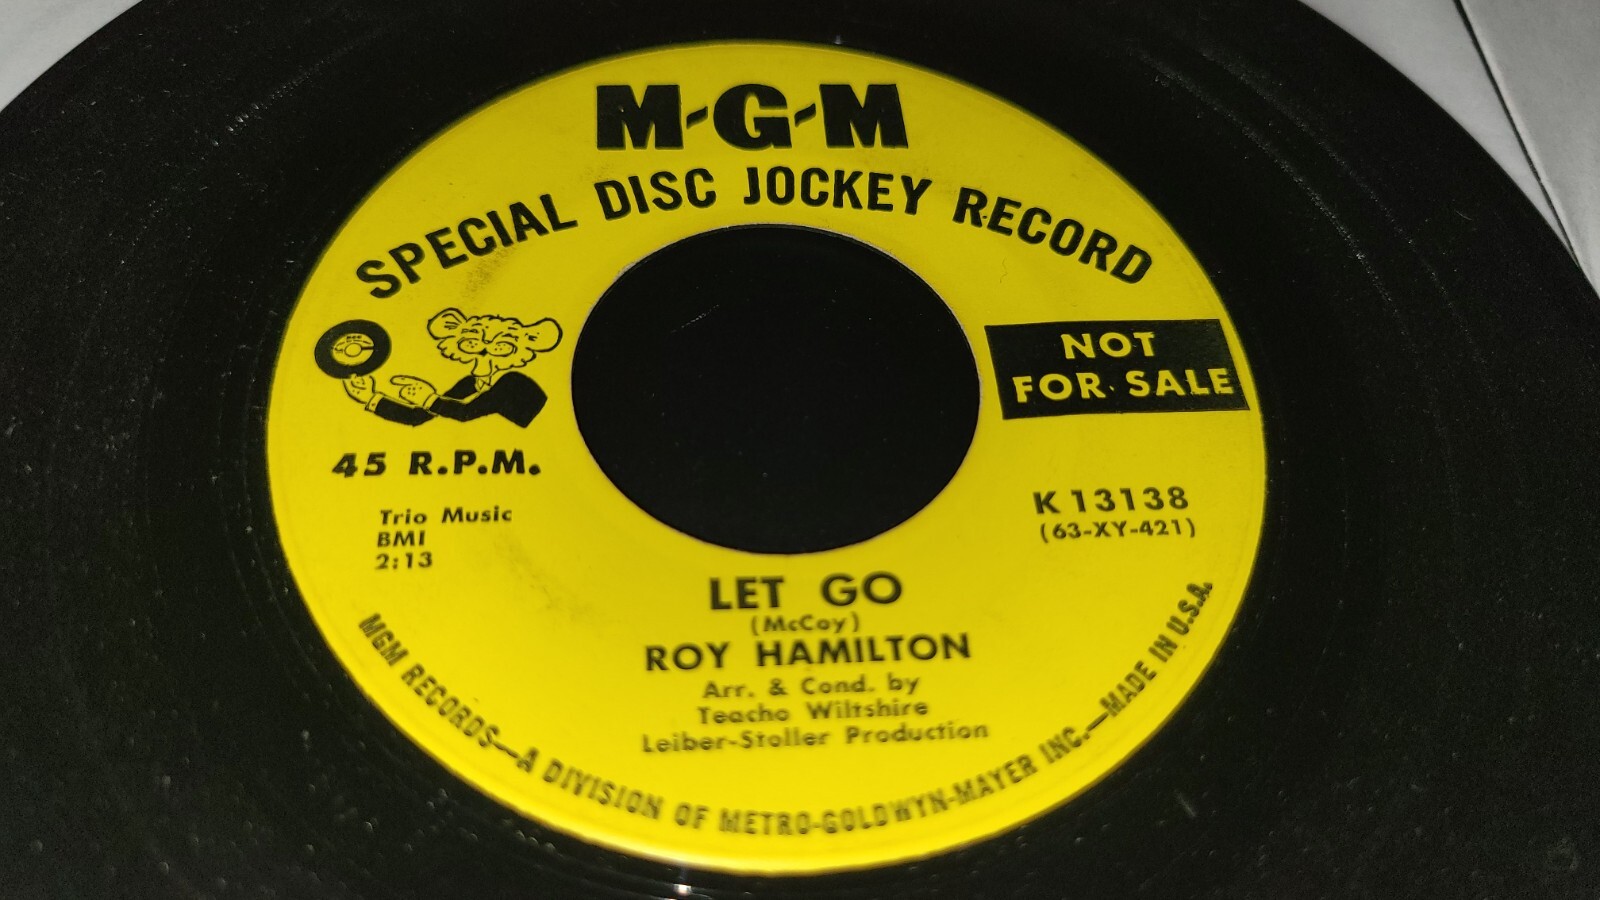 M-G-M
SPECIAL DISC JOCKEY RECORD
NOT
FOR SALE
45 R.P.M.
Trio Music
BMI
2:13
K 13138
(63-XY-421)
LET GO
(McCoy)
ROY HAMILTON
Arr. & Cond. by
Teacho Wiltshire
Leiber-Stoller Production
MGM RECORDS—A DIVISION OF METRO-GOLDWYN-MAYER INC.—MADE IN U.S.A.